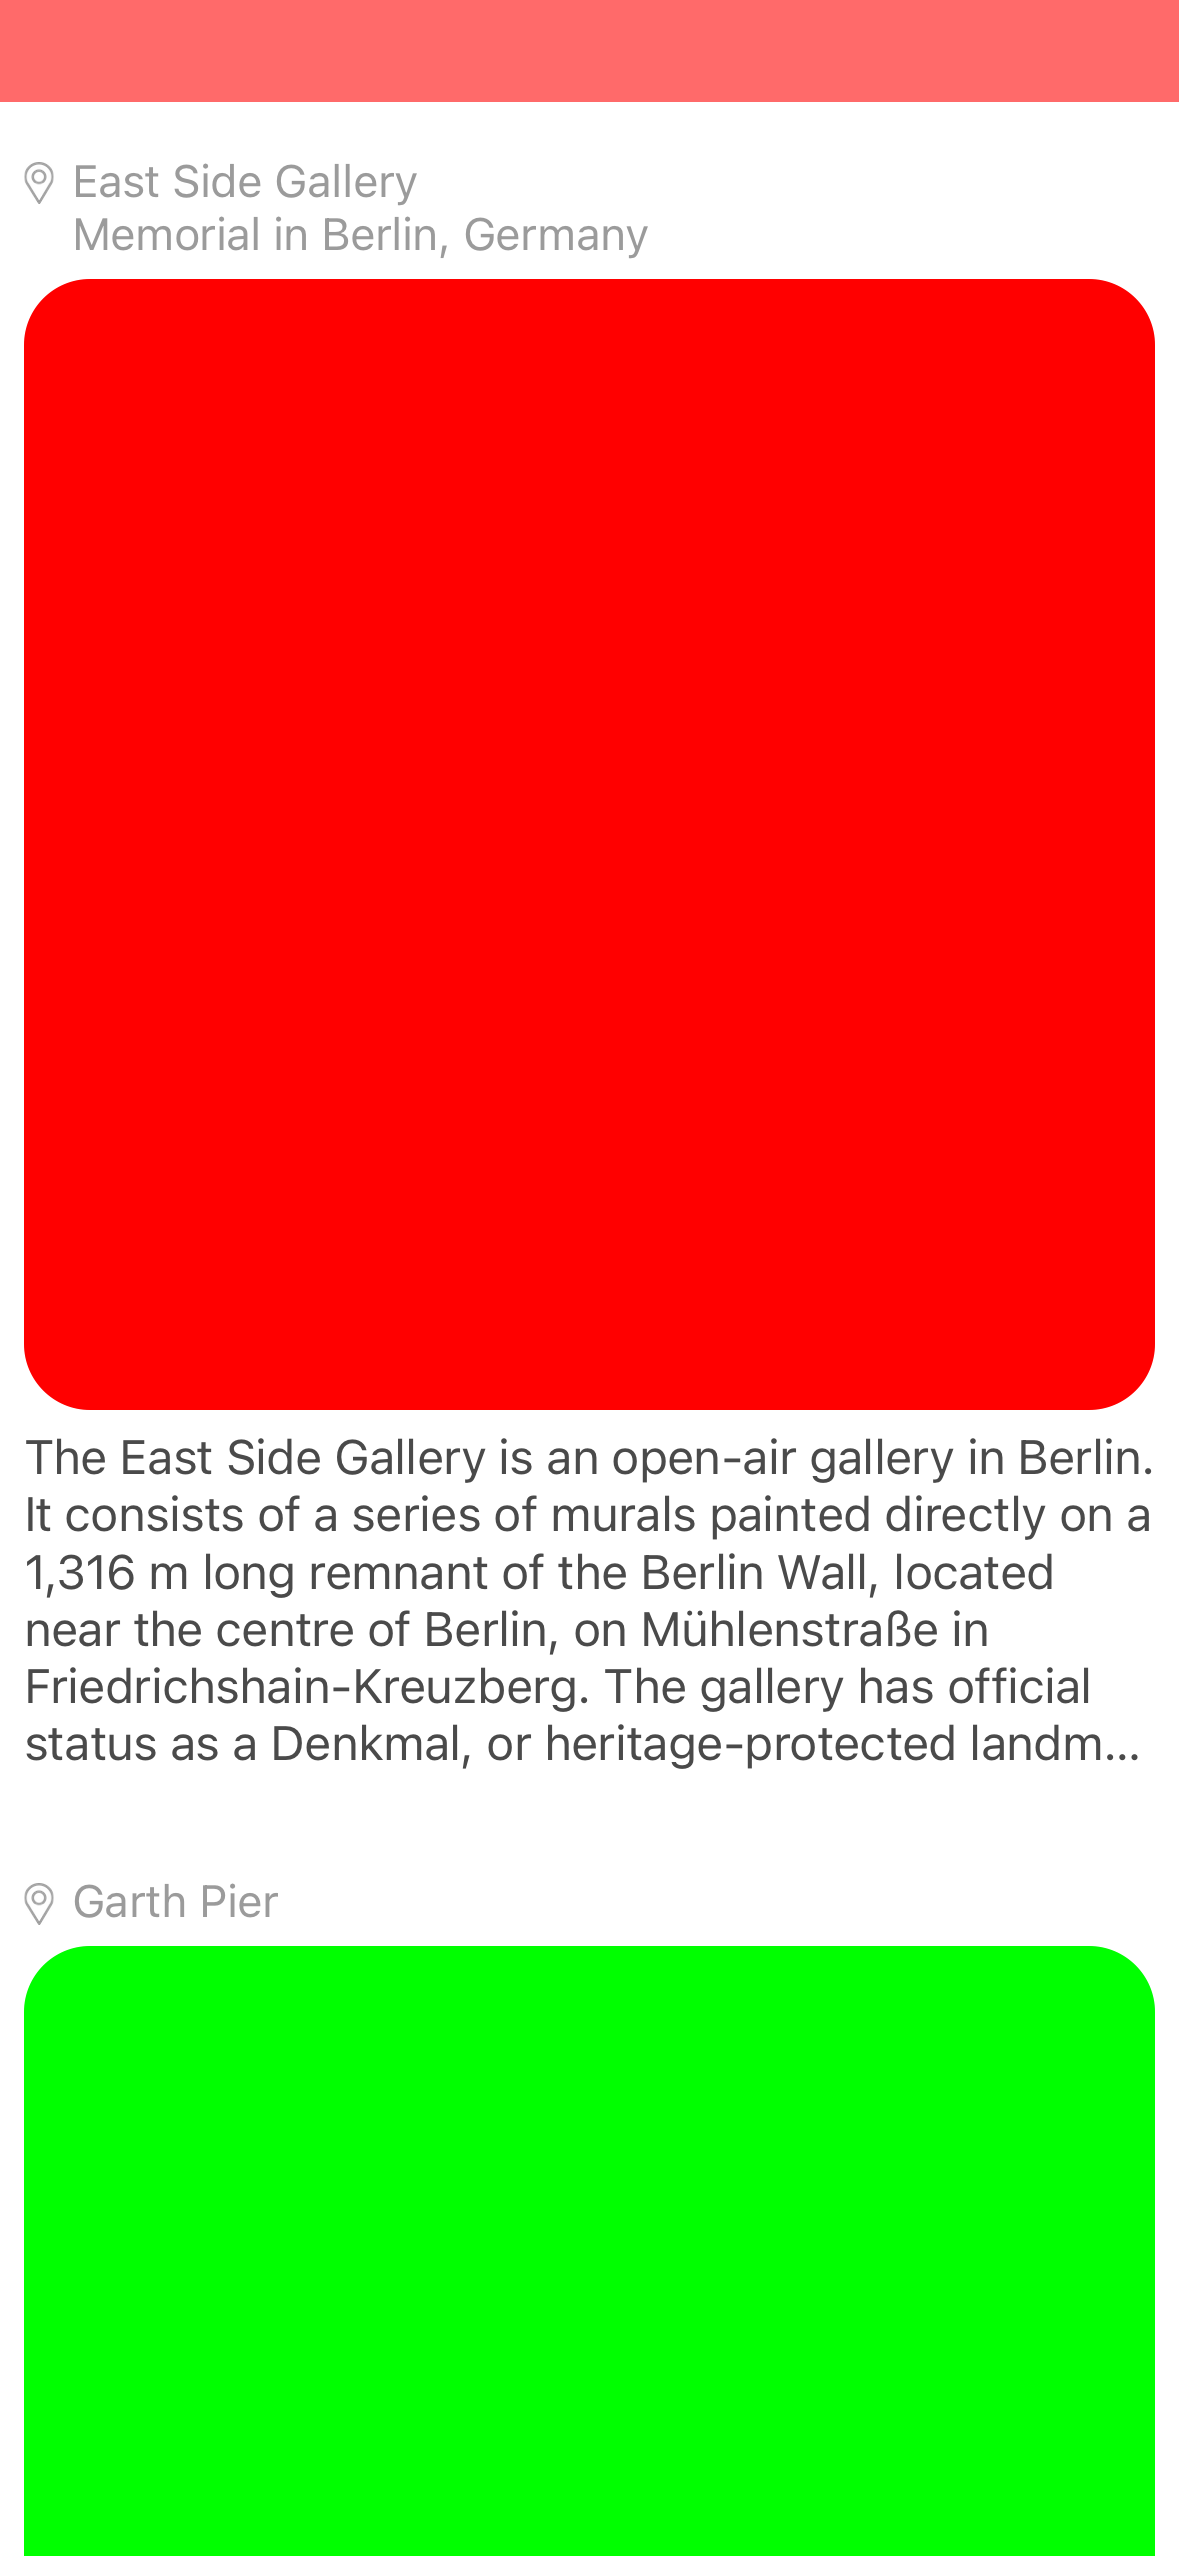 East Side Gallery
Memorial in Berlin, Germany
The East Side Gallery is an open-air gallery in Berlin.
It consists of a series of murals painted directly on a
1,316 m long remnant of the Berlin Wall, located
near the centre of Berlin, on Mühlenstraße in
Friedrichshain-Kreuzberg. The gallery has official
status as a Denkmal, or heritage-protected landm...
Garth Pier